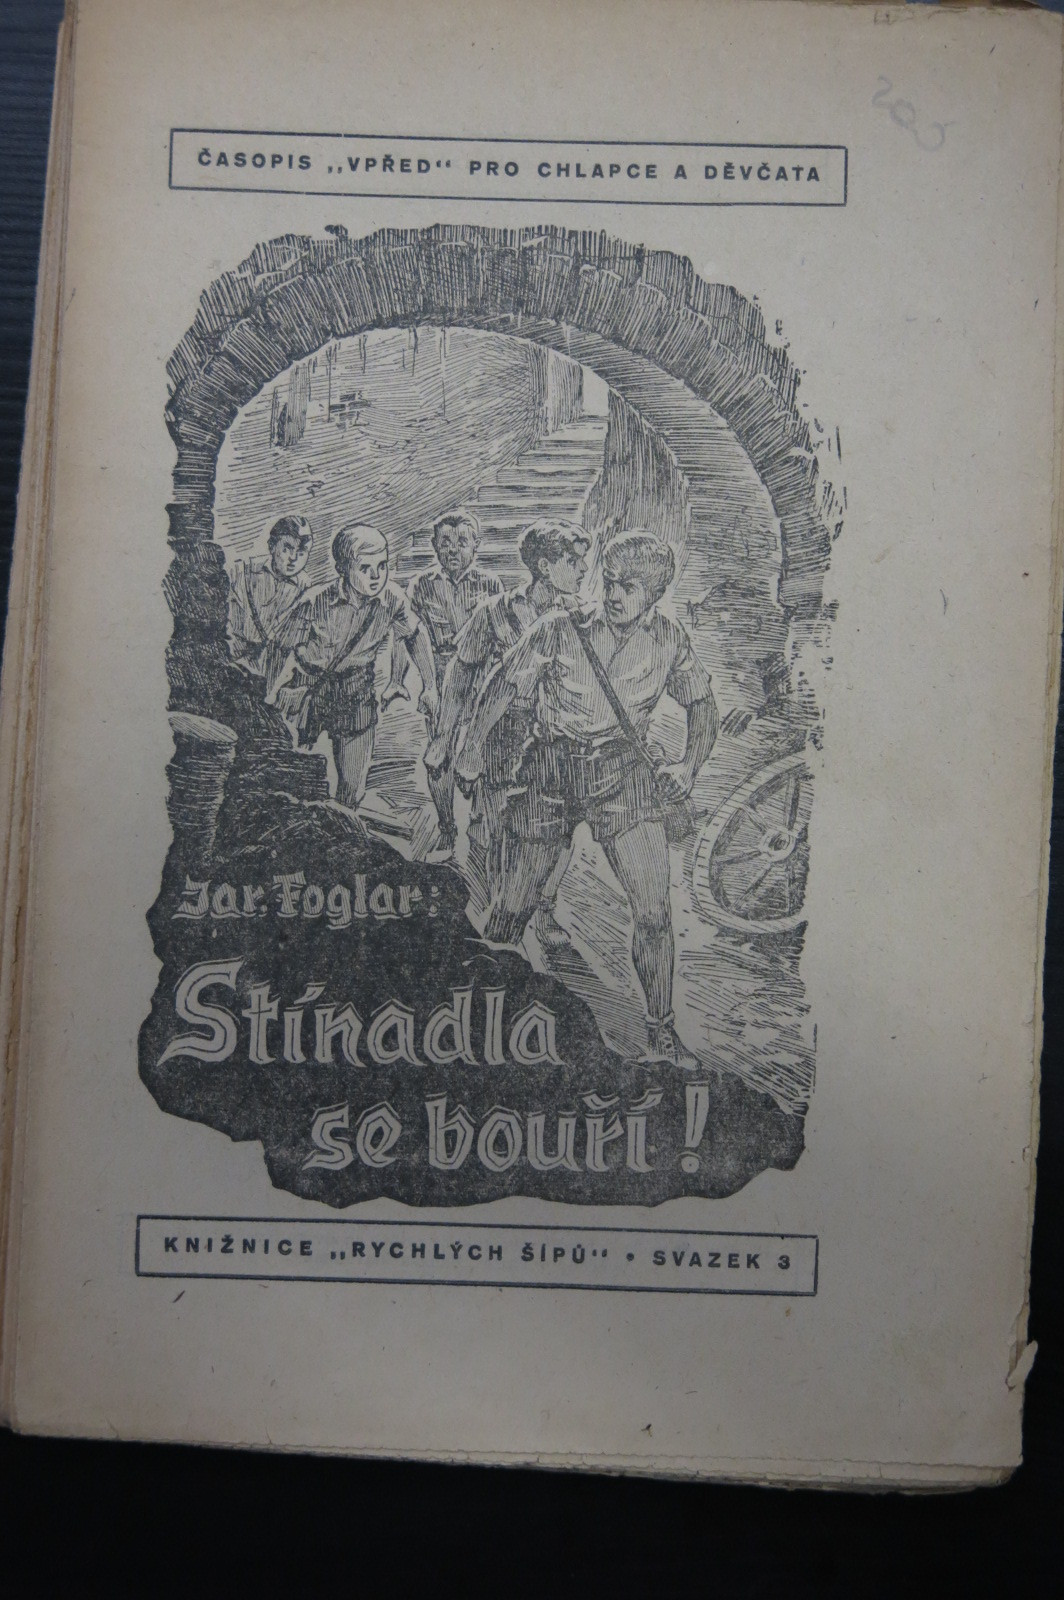 ČASOPIS „VPŘED“ PRO CHLAPCE A DĚVČATA
Jar. Foglar:
Stínadla
se bouří!
KNIŽNICE „RYCHLÝCH ŠÍPŮ“ • SVAZEK 3